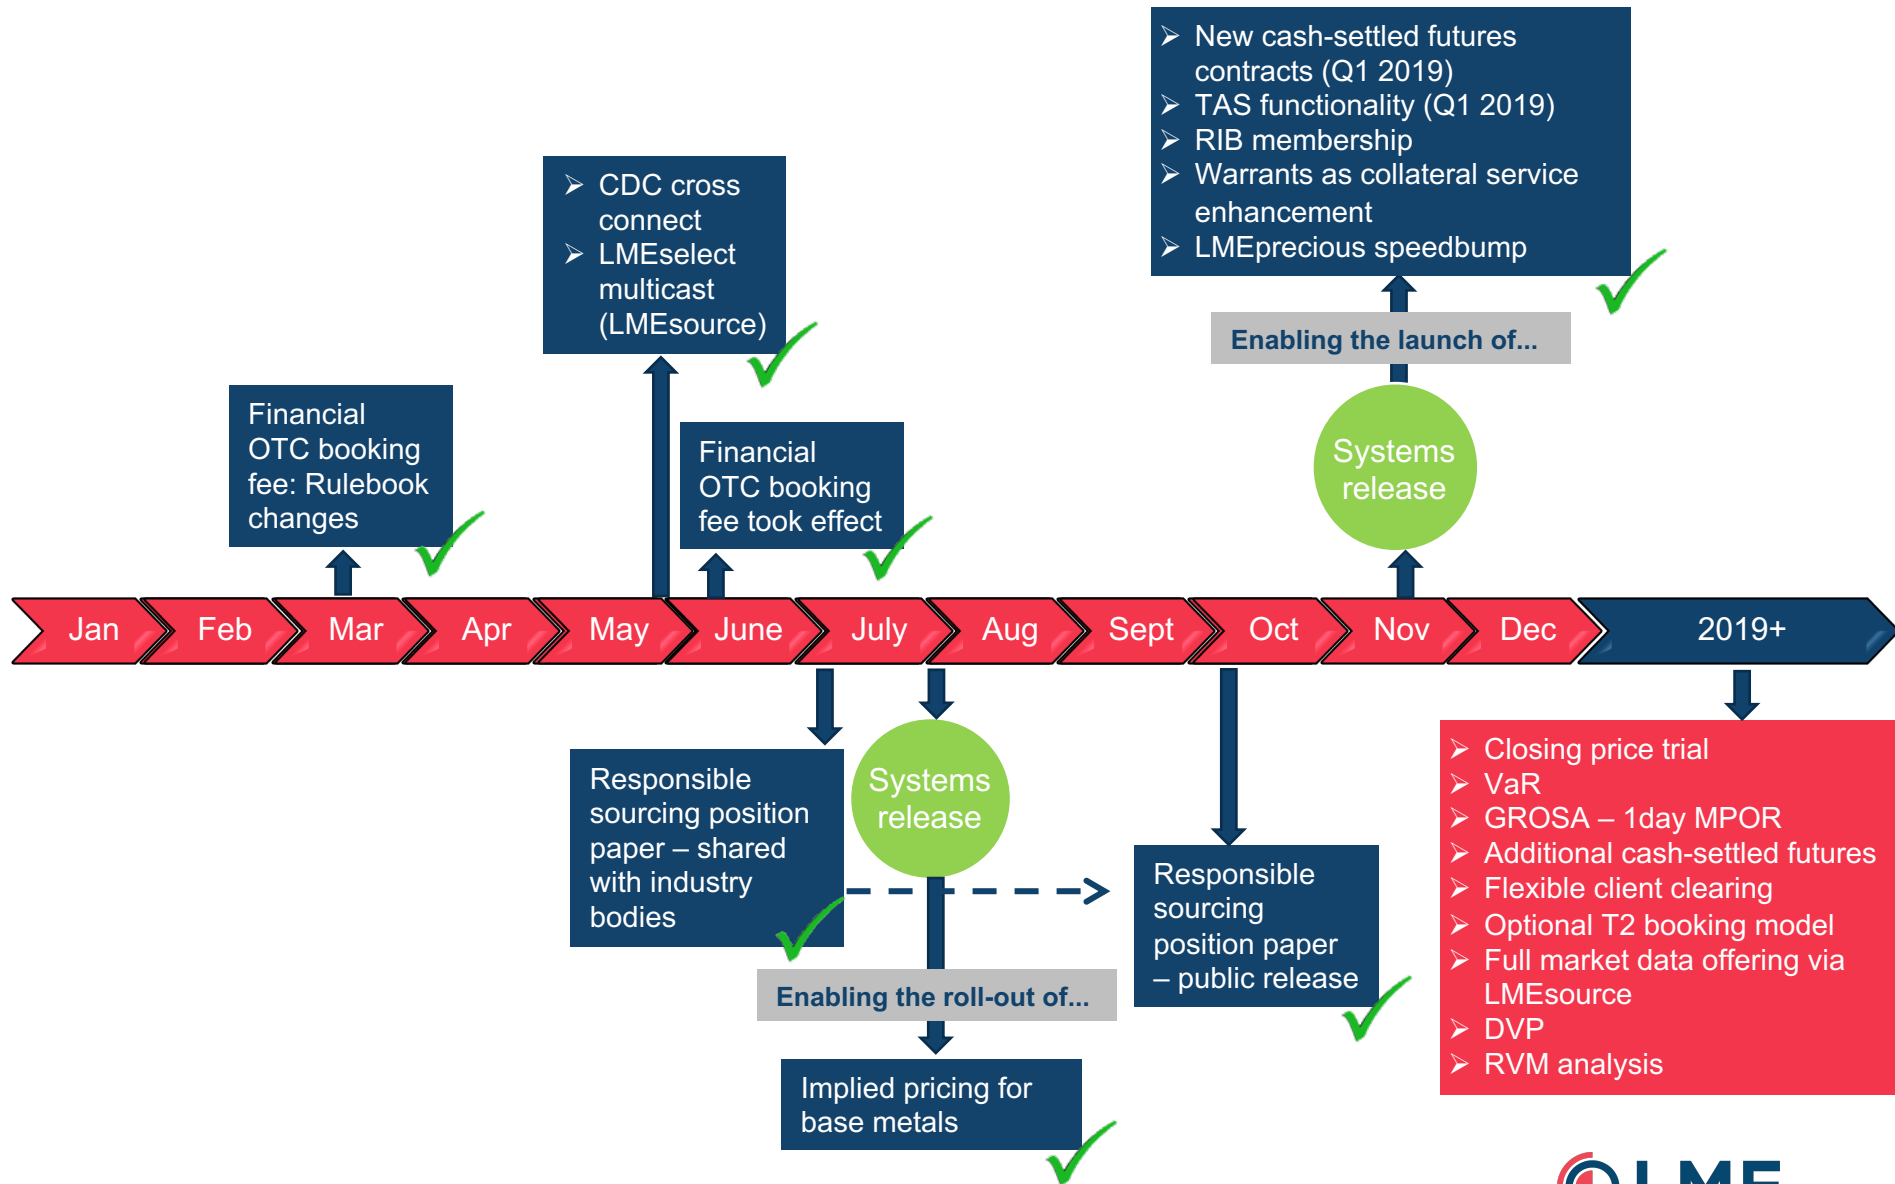 ➢ New cash-settled futures
contracts (Q1 2019)
➢ TAS functionality (Q1 2019)
➢ RIB membership
➢ Warrants as collateral service
enhancement
➢ LMEprecious speedbump
➢ CDC cross
connect
➢ LMEselect
multicast
(LMEsource)
Enabling the launch of...
Financial
OTC booking
fee: Rulebook
changes
Financial
OTC booking
fee took effect
Systems
release
Jan
Feb
Mar
Apr
May
June
July
Aug
Sept
Oct
Nov
Dec
2019+
Responsible
sourcing position
paper – shared
with industry
bodies
Systems
release
Responsible
sourcing
position paper
– public release
Enabling the roll-out of...
Implied pricing for
base metals
➢ Closing price trial
➢ VaR
➢ GROSA – 1day MPOR
➢ Additional cash-settled futures
➢ Flexible client clearing
➢ Optional T2 booking model
➢ Full market data offering via
LMEsource
➢ DVP
➢ RVM analysis
LME